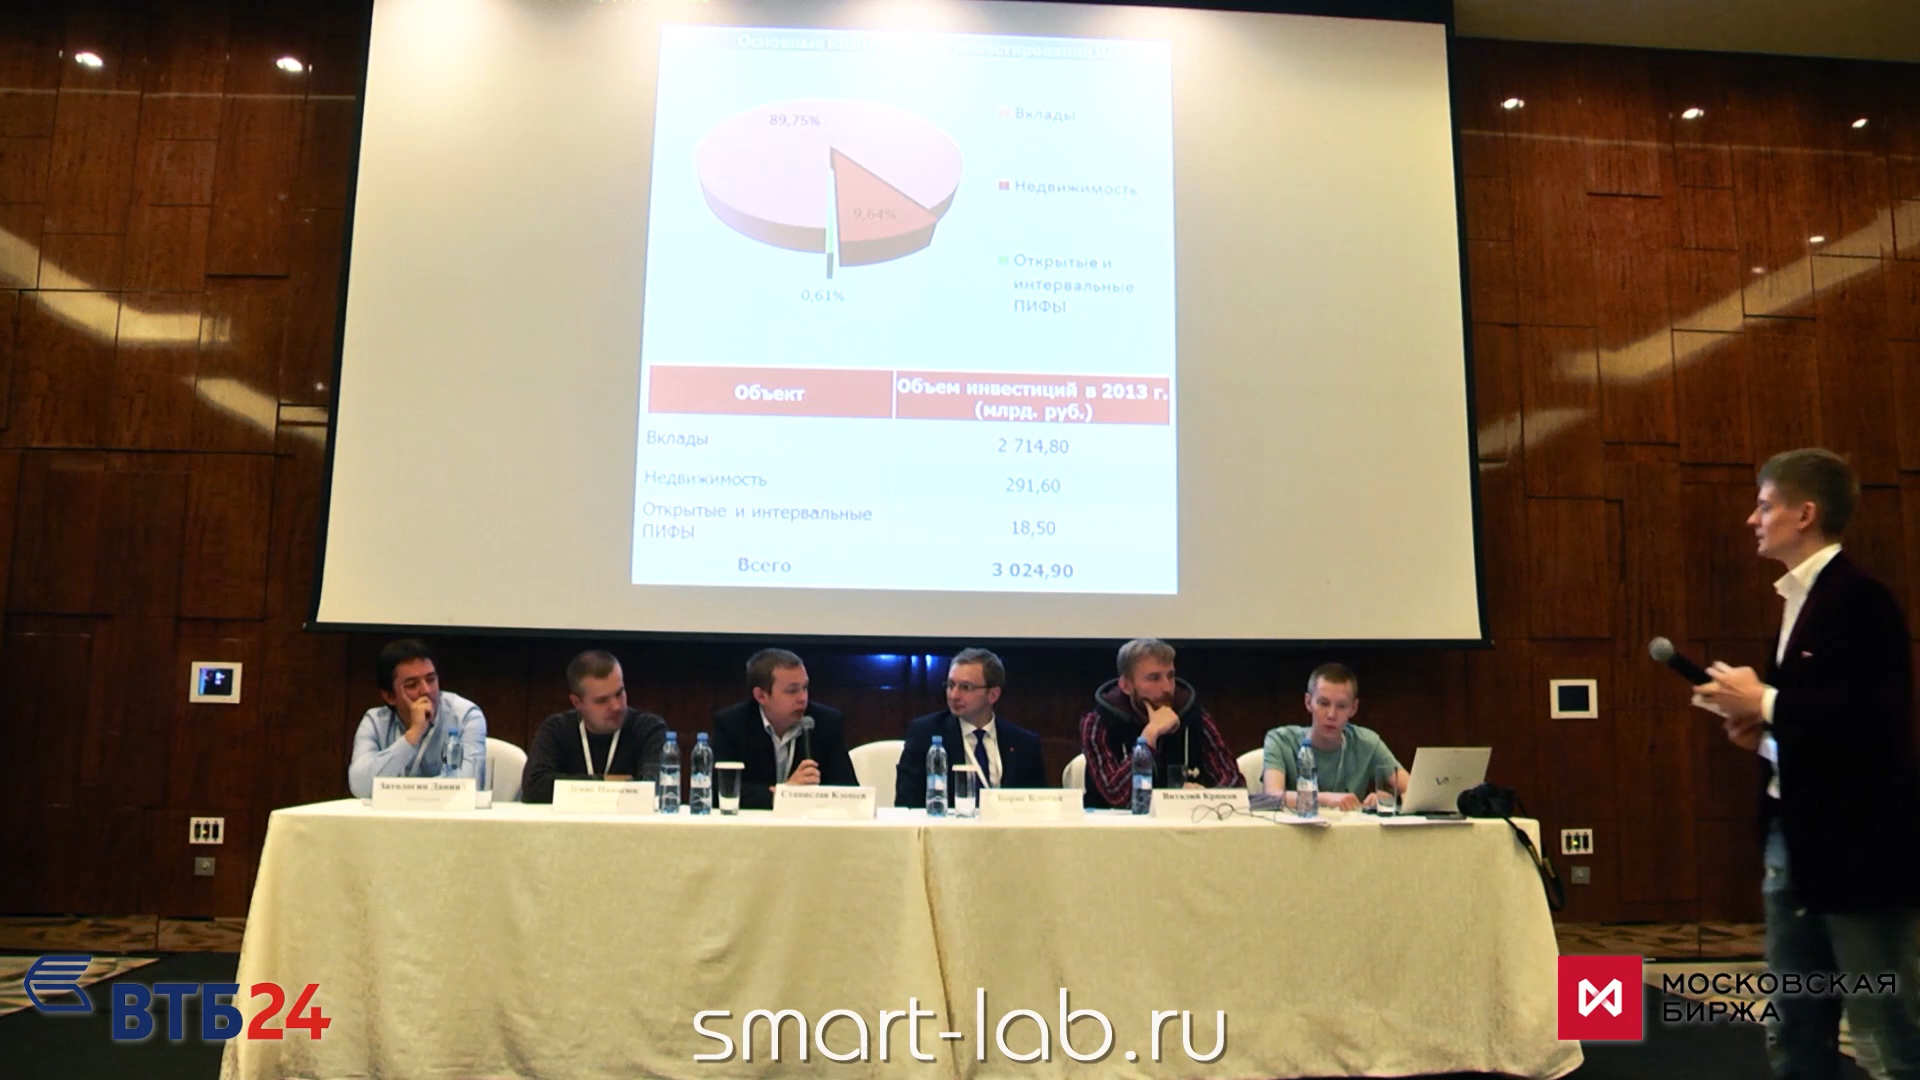 Основные
89,75%
9,64%
0,61%
Вклады
Недвижимость
Открытые и
интервальные
ПИФЫ
Объект
Объем инвестиций в 2013 г.
(млрд. руб.)
Вклады
2 714,80
Недвижимость
291,60
Открытые и интервальные
ПИФЫ
18,50
Всего
3 024,90
Станислав Клещев
Виталий Крюков
ВТБ24
smart-lab.ru
МОСКОВСКАЯ
БИРЖА